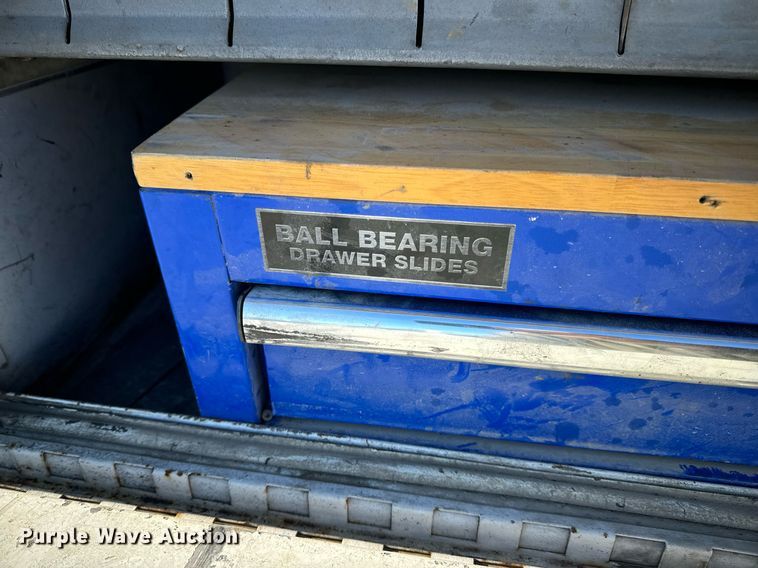 BALL BEARING
DRAWER SLIDES
Purple Wave Auction